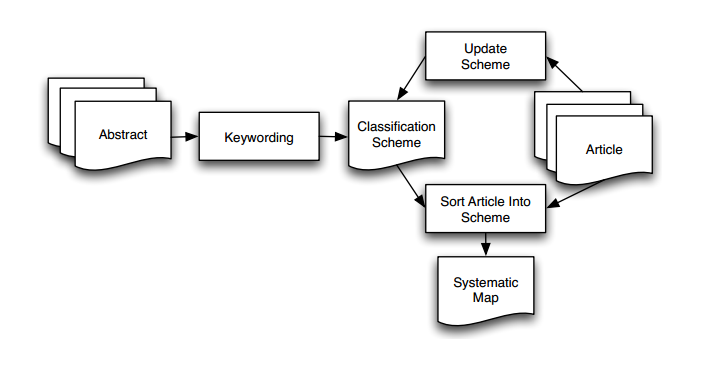 Update
Scheme
Abstract
Keywording
Classification
Scheme
Article
Sort Article Into
Scheme
Systematic
Map